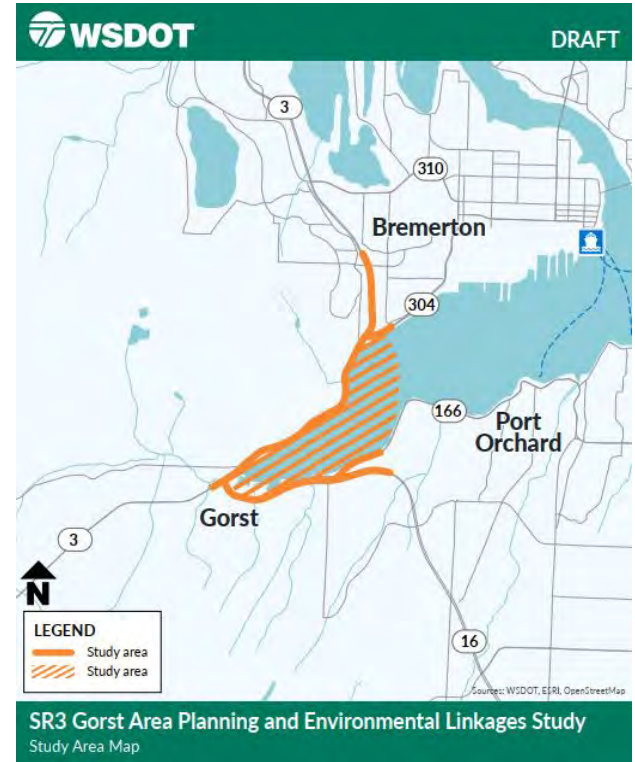 WSDOT
DRAFT
3
310
Bremerton
304
166
Port
Orchard
Gorst
3
N
16
LEGEND
Study area
Study area
Sources: WSDOT, ESRI, OpenStreetMap
SR3 Gorst Area Planning and Environmental Linkages Study
Study Area Map